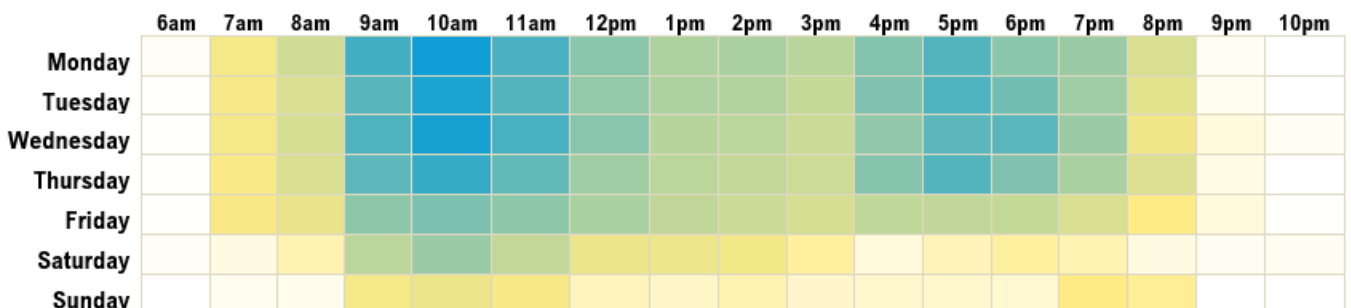 6am 7am 8am 9am 10am 11am 12pm 1pm 2pm 3pm 4pm 5pm 6pm 7pm 8pm 9pm 10pm
Monday
Tuesday
Wednesday
Thursday
Friday
Saturday
Sunday